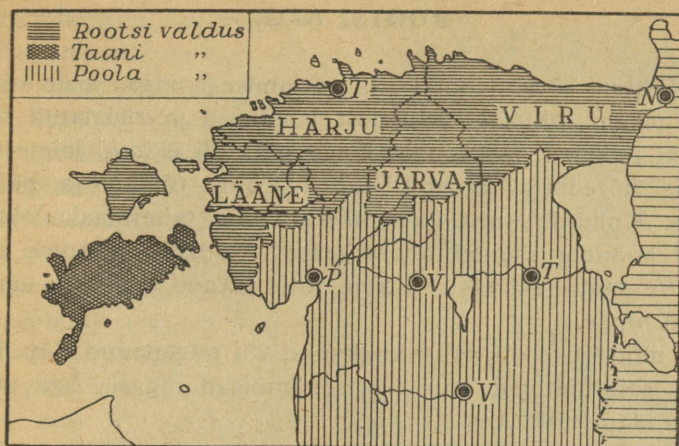 Rootsi valdus
Taani „
Poola „
T
N
HARJU
VIRU
LÄÄNE
JÄRVA
P
V
T
V